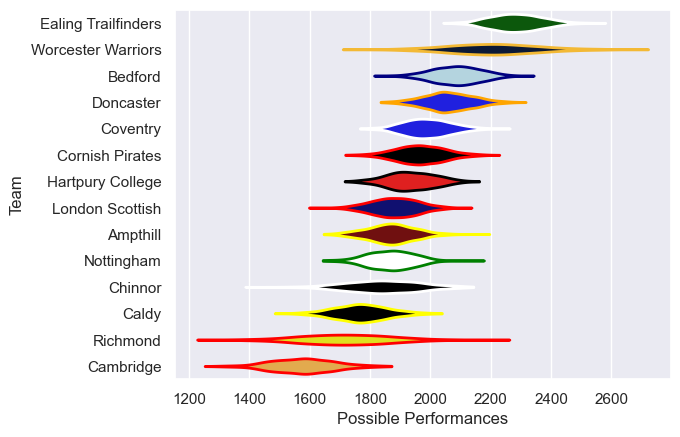 Ealing Trailfinders
Worcester Warriors
Bedford
Doncaster
Coventry
Cornish Pirates
Hartpury College
London Scottish
Ampthill
Nottingham
Chinnor
Caldy
Richmond
Cambridge
Team
1200 1400 1600 1800 2000 2200 2400 2600
Possible Performances